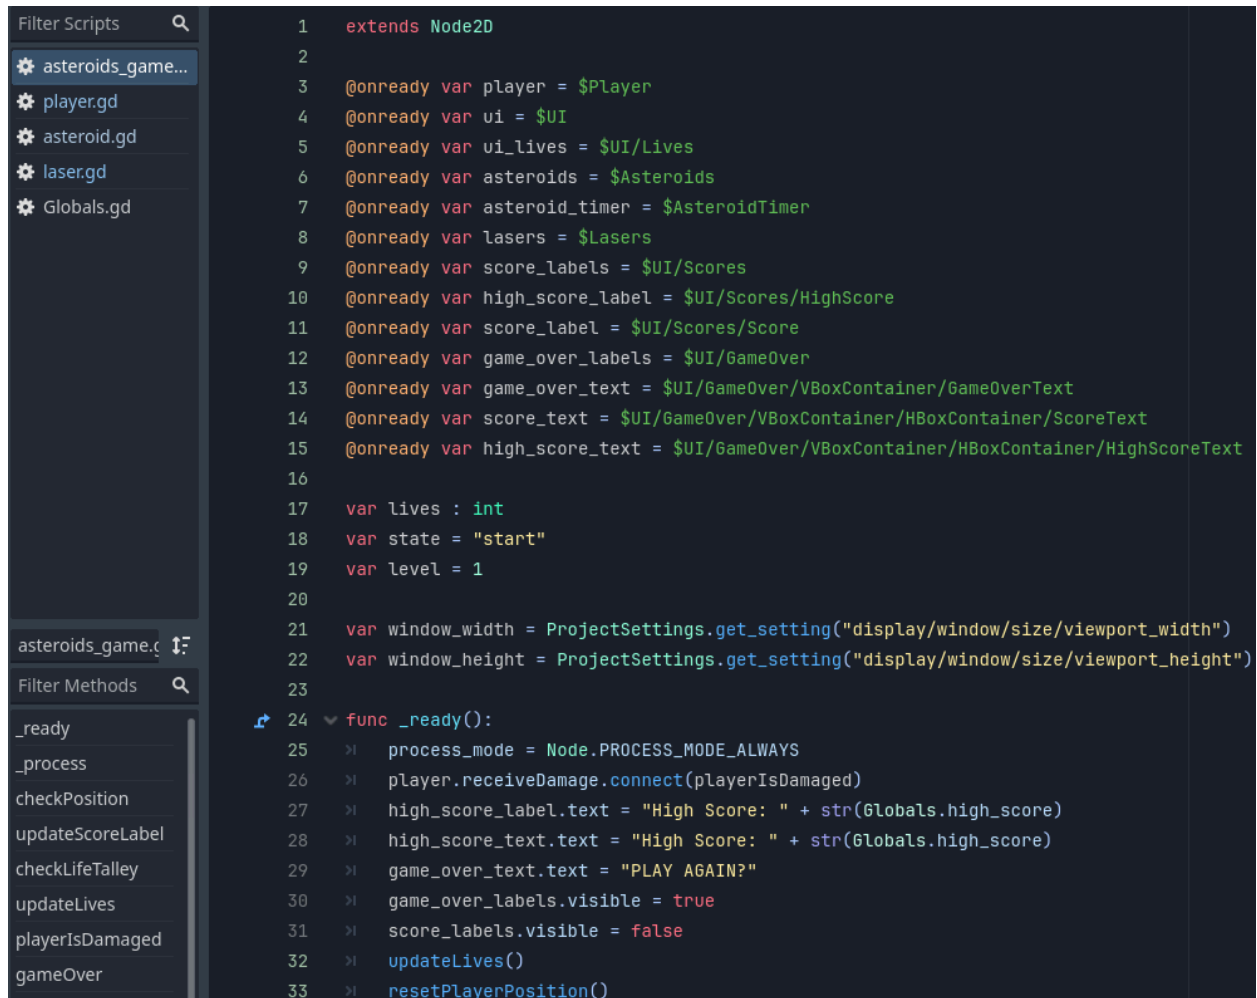 Filter Scripts
asteroids_game...
player.gd
asteroid.gd
laser.gd
Globals.gd
asteroids_game.g
Filter Methods
_ready
_process
checkPosition
updateScoreLabel
checkLifeTalley
updateLives
playerIsDamaged
gameOver
1 extends Node2D
2
3 @onready var player = $Player
4 @onready var ui = $UI
5 @onready var ui_lives = $UI/Lives
6 @onready var asteroids = $Asteroids
7 @onready var asteroid_timer = $AsteroidTimer
8 @onready var lasers = $Lasers
9 @onready var score_labels = $UI/Scores
10 @onready var high_score_label = $UI/Scores/HighScore
11 @onready var score_label = $UI/Scores/Score
12 @onready var game_over_labels = $UI/GameOver
13 @onready var game_over_text = $UI/GameOver/VBoxContainer/GameOverText
14 @onready var score_text = $UI/GameOver/VBoxContainer/HBoxContainer/ScoreText
15 @onready var high_score_text = $UI/GameOver/VBoxContainer/HBoxContainer/HighScoreText
16
17 var lives : int
18 var state = "start"
19 var level = 1
20
21 var window_width = ProjectSettings.get_setting("display/window/size/viewport_width")
22 var window_height = ProjectSettings.get_setting("display/window/size/viewport_height")
23
24 func _ready():
25 process_mode = Node.PROCESS_MODE_ALWAYS
26 player.receiveDamage.connect(playerIsDamaged)
27 high_score_label.text = "High Score: " + str(Globals.high_score)
28 high_score_text.text = "High Score: " + str(Globals.high_score)
29 game_over_text.text = "PLAY AGAIN?"
30 game_over_labels.visible = true
31 score_labels.visible = false
32 updateLives()
33 resetPlayerPosition()